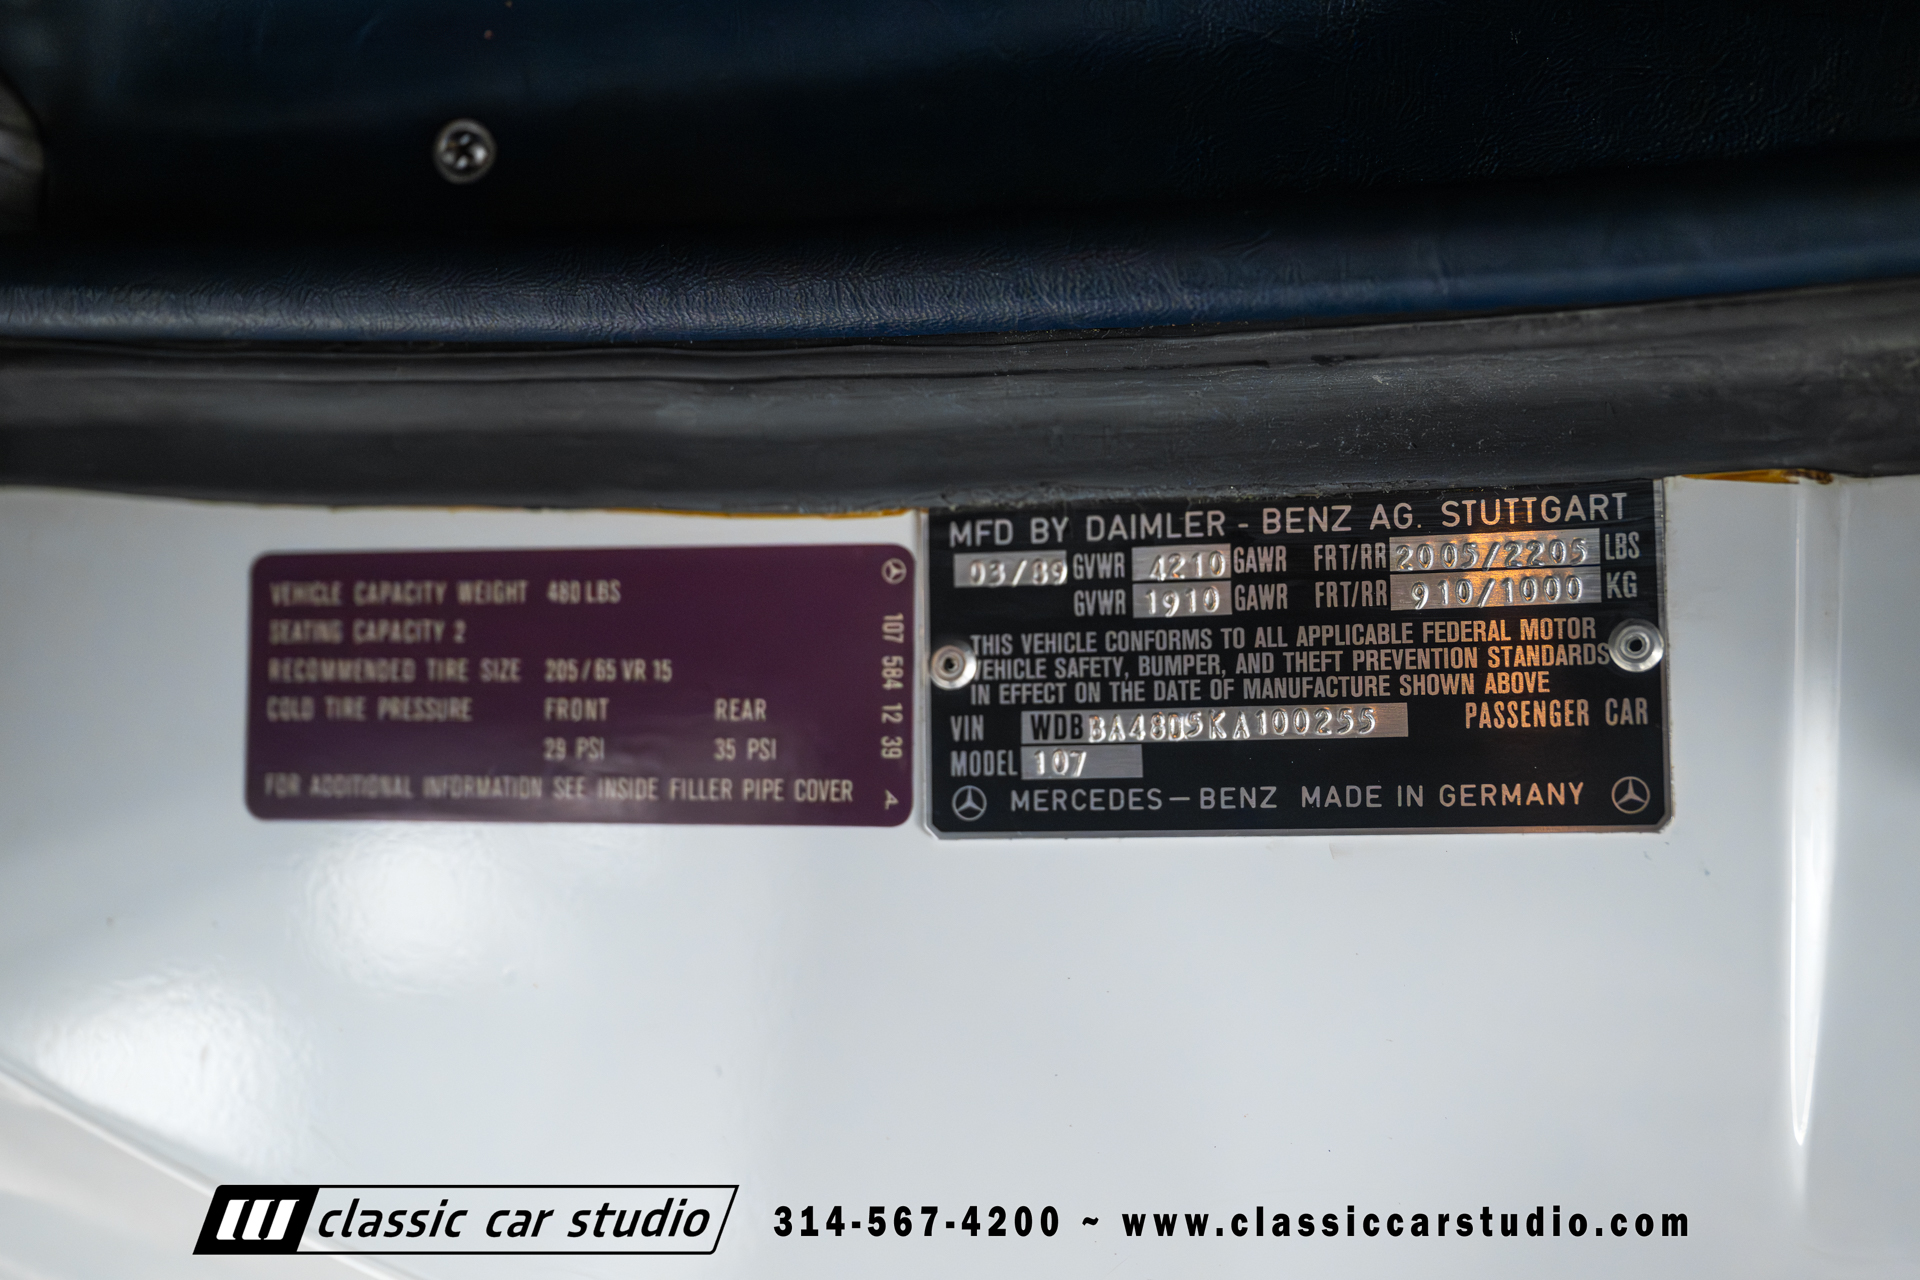 VEHICLE CAPACITY WEIGHT 480 LBS
SEATING CAPACITY 2
RECOMMENDED TIRE SIZE 205/65 VR 15
COLD TIRE PRESSURE FRONT REAR
29 PSI 35 PSI
FOR ADDITIONAL INFORMATION SEE INSIDE FILLER PIPE COVER
107 584 12 39 A
MFD BY DAIMLER - BENZ AG. STUTTGART
03/89 GVWR 4210 GAWR FRT/RR 2005/2205 LBS
GVWR 1910 GAWR FRT/RR 910/1000 KG
THIS VEHICLE CONFORMS TO ALL APPLICABLE FEDERAL MOTOR
VEHICLE SAFETY, BUMPER, AND THEFT PREVENTION STANDARDS
IN EFFECT ON THE DATE OF MANUFACTURE SHOWN ABOVE
VIN WDBBA48D5KA100255 PASSENGER CAR
MODEL 107
MERCEDES-BENZ MADE IN GERMANY
classic car studio 314-567-4200 ~ www.classiccarstudio.com